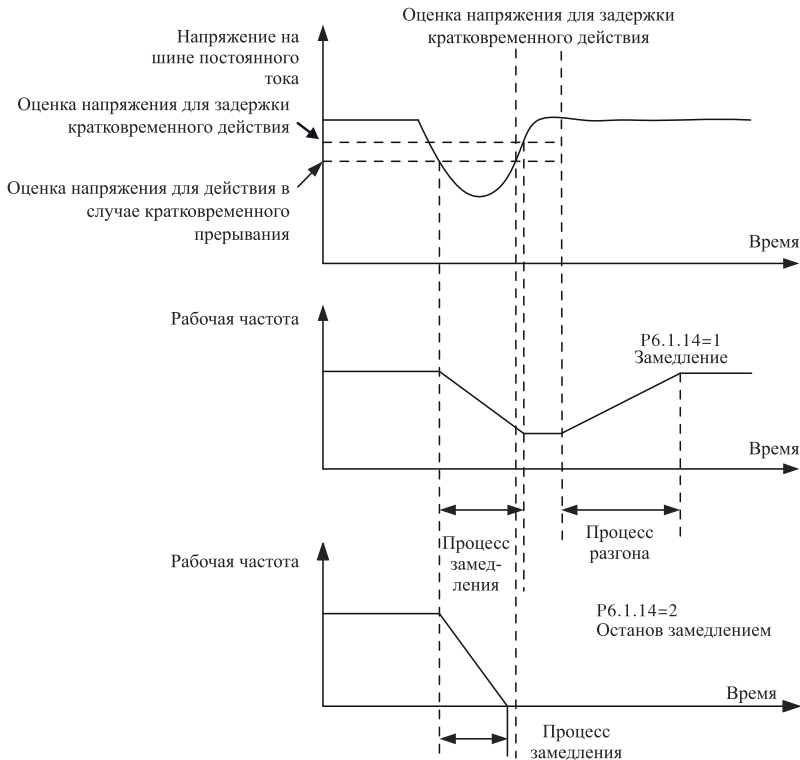 Оценка напряжения для задержки
кратковременного действия
Напряжение на
шине постоянного
тока
Оценка напряжения для задержки
кратковременного действия
Оценка напряжения для действия в
случае кратковременного
прерывания
Время
Рабочая частота
P6.1.14=1
Замедление
Время
Процесс
замед-
ления
Процесс
разгона
Рабочая частота
P6.1.14=2
Останов замедлением
Время
Процесс
замедления